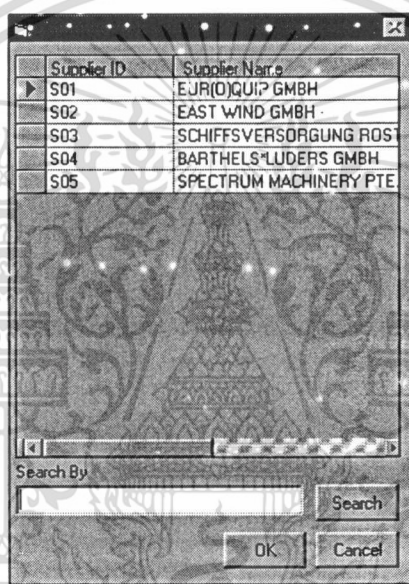 Supplier ID Supplier Name
S01 EUR(O)QUIP GMBH
S02 EAST WIND GMBH
S03 SCHIFFSVERSORGUNG ROST
S04 BARTHELS*LUDERS GMBH
S05 SPECTRUM MACHINERY PTE
Search By
Search
OK Cancel